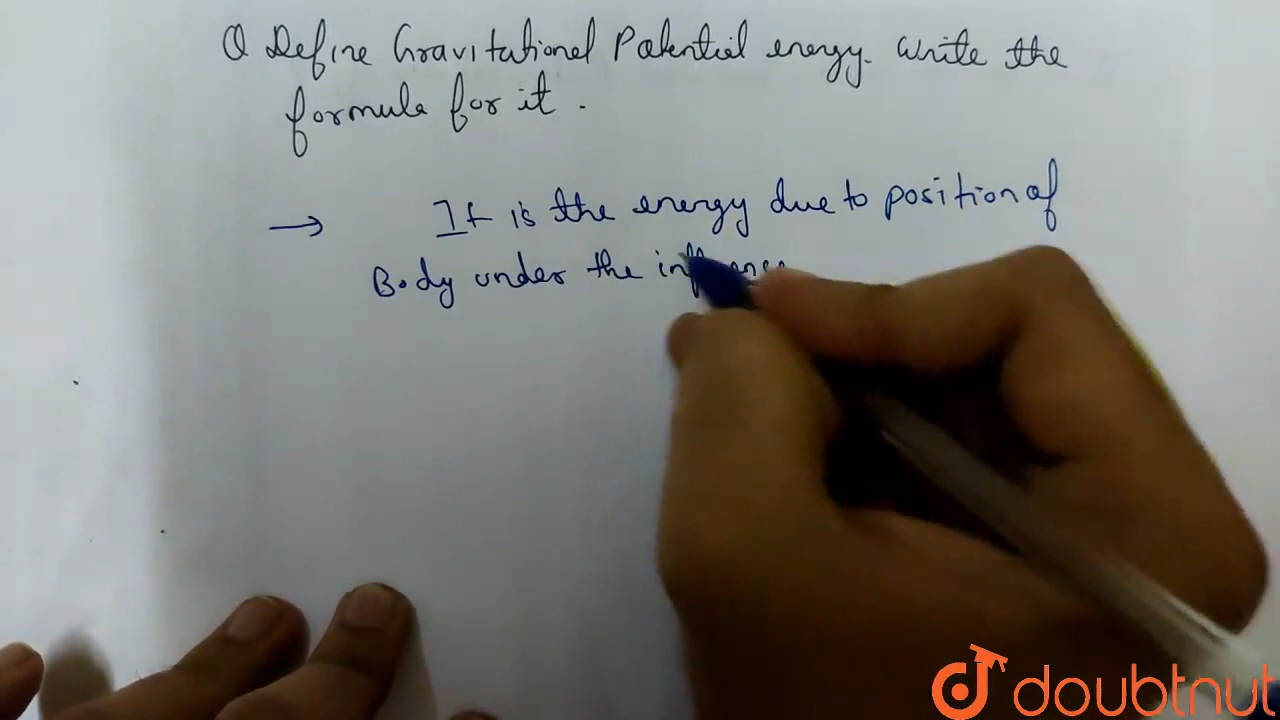 Q Define Gravitational Potential energy. Write the
formula for it .
→ It is the energy due to position of
Body under the influence
doubtnut